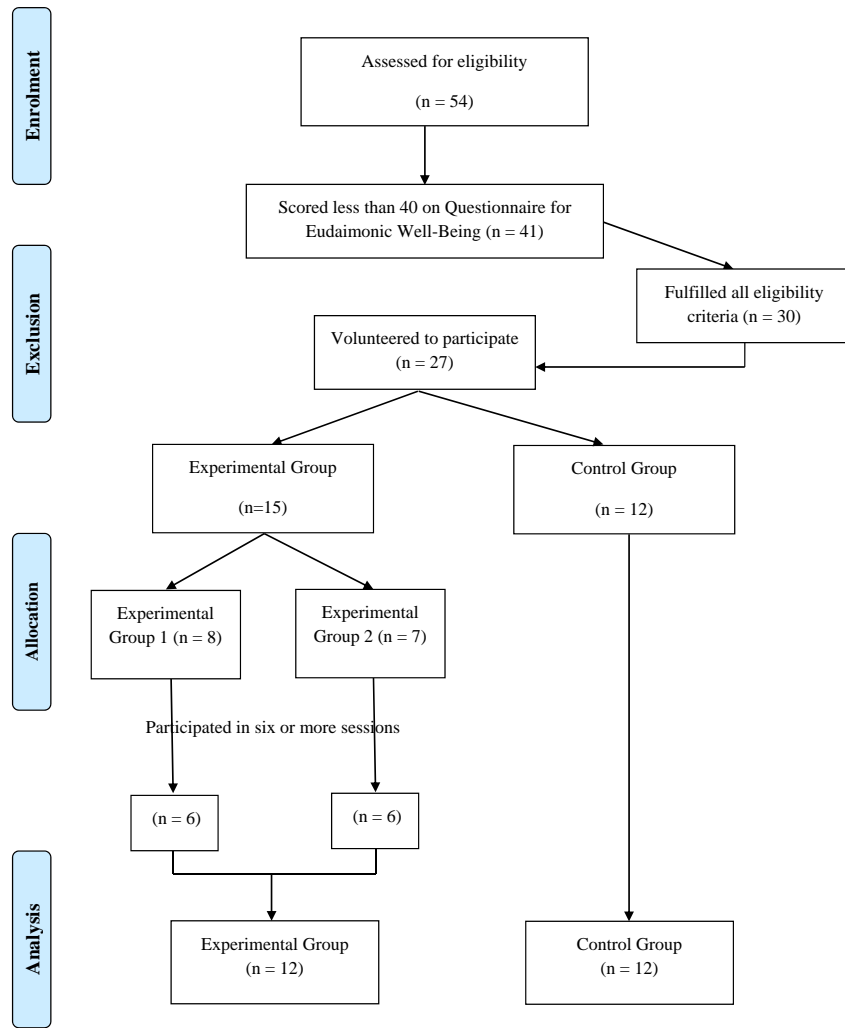 Enrolment
Assessed for eligibility
(n = 54)
Scored less than 40 on Questionnaire for
Eudaimonic Well-Being (n = 41)
Exclusion
Fulfilled all eligibility
criteria (n = 30)
Volunteered to participate
(n = 27)
Experimental Group
(n=15)
Control Group
(n = 12)
Allocation
Experimental
Group 1 (n = 8)
Experimental
Group 2 (n = 7)
Participated in six or more sessions
(n = 6)
(n = 6)
Analysis
Experimental Group
(n = 12)
Control Group
(n = 12)